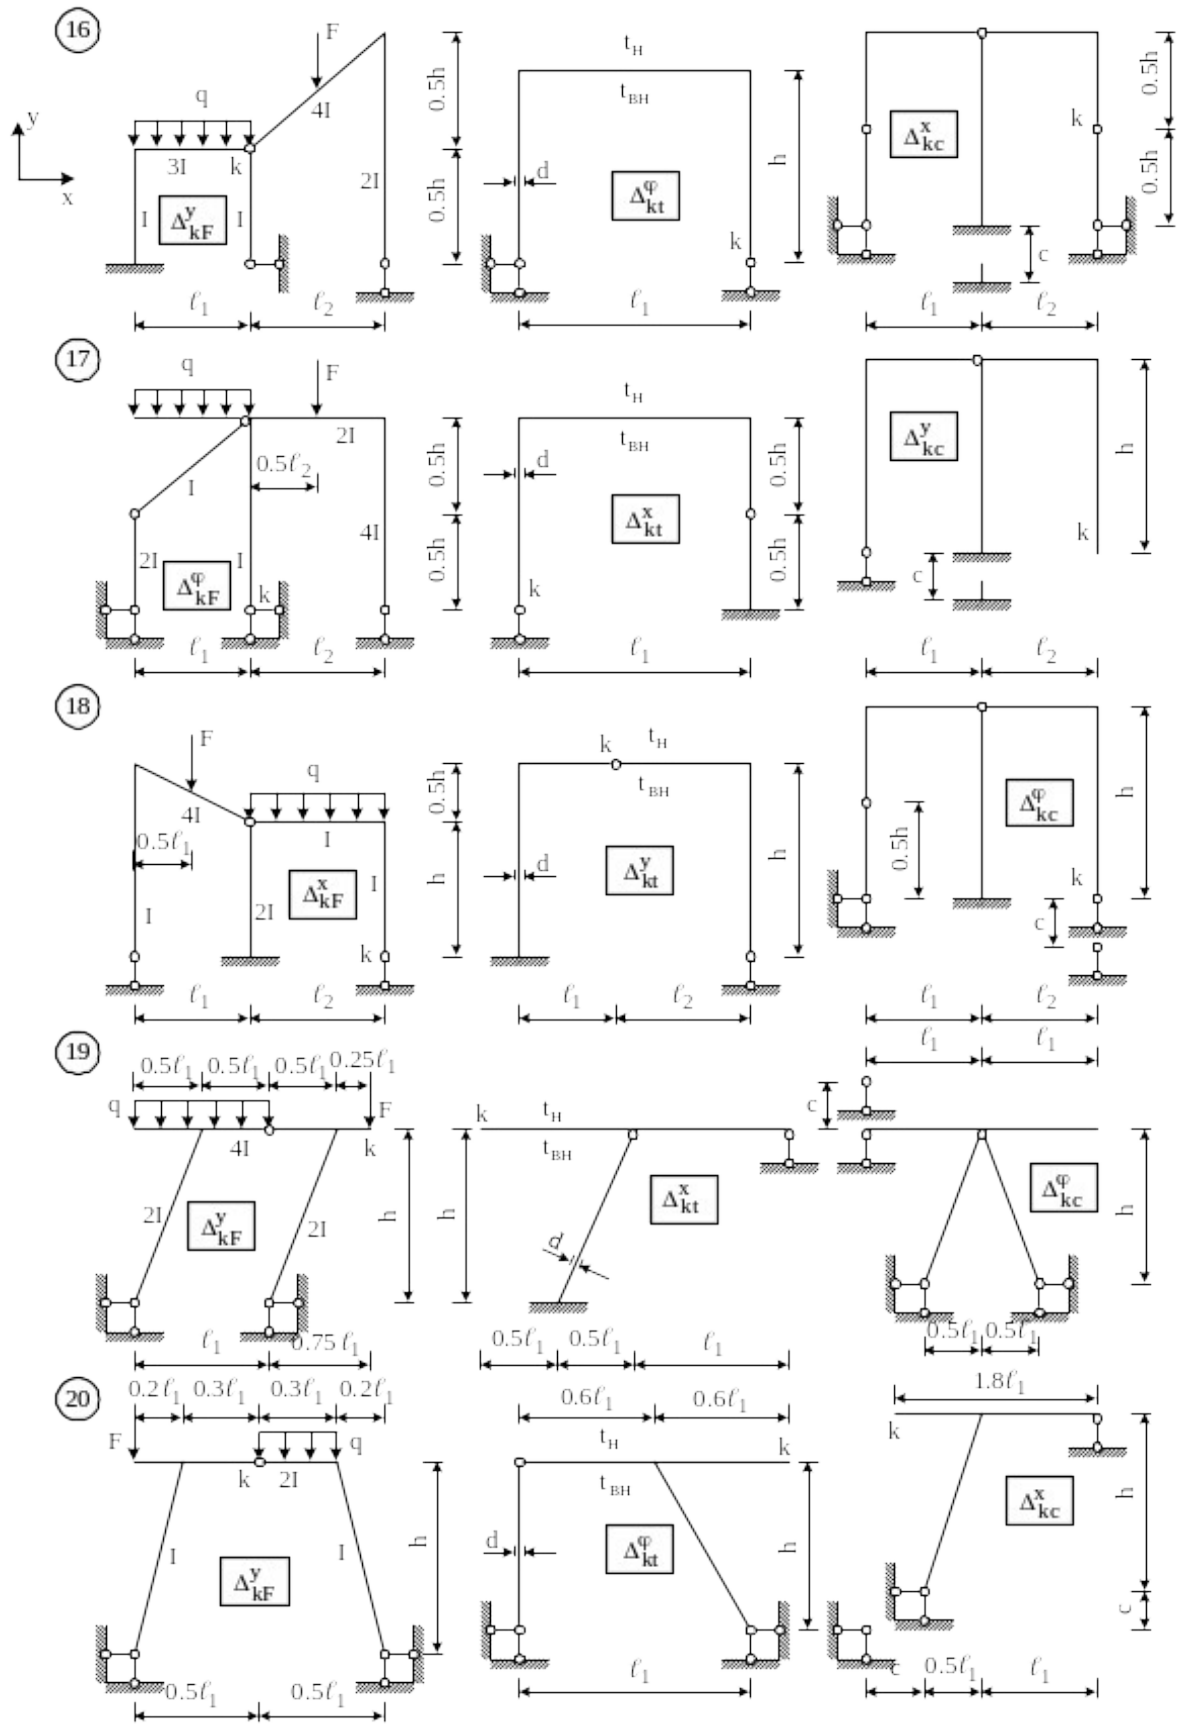 16
y
x
q
F
3I
k
4I
I
I
2I
Δ^y_kF
0.5h
0.5h
ℓ₁
ℓ₂
t_H
t_BH
d
Δ^φ_kt
k
h
ℓ₁
Δ^x_kc
k
c
0.5h
0.5h
ℓ₁
ℓ₂
17
q
F
2I
0.5ℓ₂
I
2I
I
4I
Δ^φ_kF
k
0.5h
0.5h
ℓ₁
ℓ₂
t_H
t_BH
d
Δ^x_kt
k
0.5h
0.5h
ℓ₁
Δ^y_kc
k
c
h
ℓ₁
ℓ₂
18
F
q
4I
I
0.5ℓ₁
I
2I
I
Δ^x_kF
k
0.5h
h
ℓ₁
ℓ₂
k
t_H
t_BH
d
Δ^y_kt
h
ℓ₁
ℓ₂
Δ^φ_kc
0.5h
k
c
h
ℓ₁
ℓ₂
19
0.5ℓ₁
0.5ℓ₁
0.5ℓ₁
0.25ℓ₁
q
F
4I
k
2I
2I
Δ^y_kF
h
ℓ₁
0.75 ℓ₁
k
t_H
t_BH
Δ^x_kt
d
h
0.5ℓ₁
0.5ℓ₁
ℓ₁
ℓ₁
ℓ₁
c
Δ^φ_kc
h
0.5ℓ₁
0.5ℓ₁
20
0.2ℓ₁
0.3ℓ₁
0.3ℓ₁
0.2ℓ₁
F
q
k
2I
I
I
Δ^y_kF
h
0.5ℓ₁
0.5ℓ₁
0.6ℓ₁
0.6ℓ₁
t_H
t_BH
k
d
Δ^φ_kt
h
ℓ₁
1.8ℓ₁
k
Δ^x_kc
h
c
c
0.5ℓ₁
ℓ₁